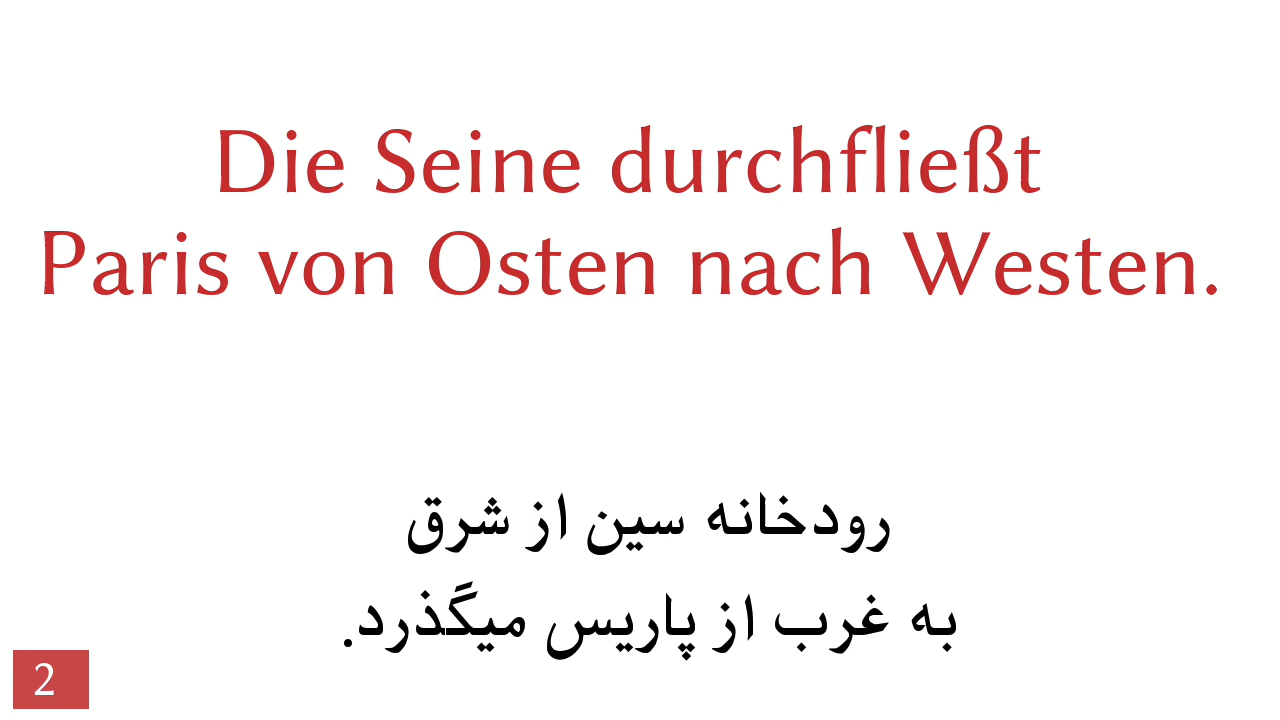 Die Seine durchfließt
Paris von Osten nach Westen.
رودخانه سین از شرق
به غرب از پاریس میگذرد.
2